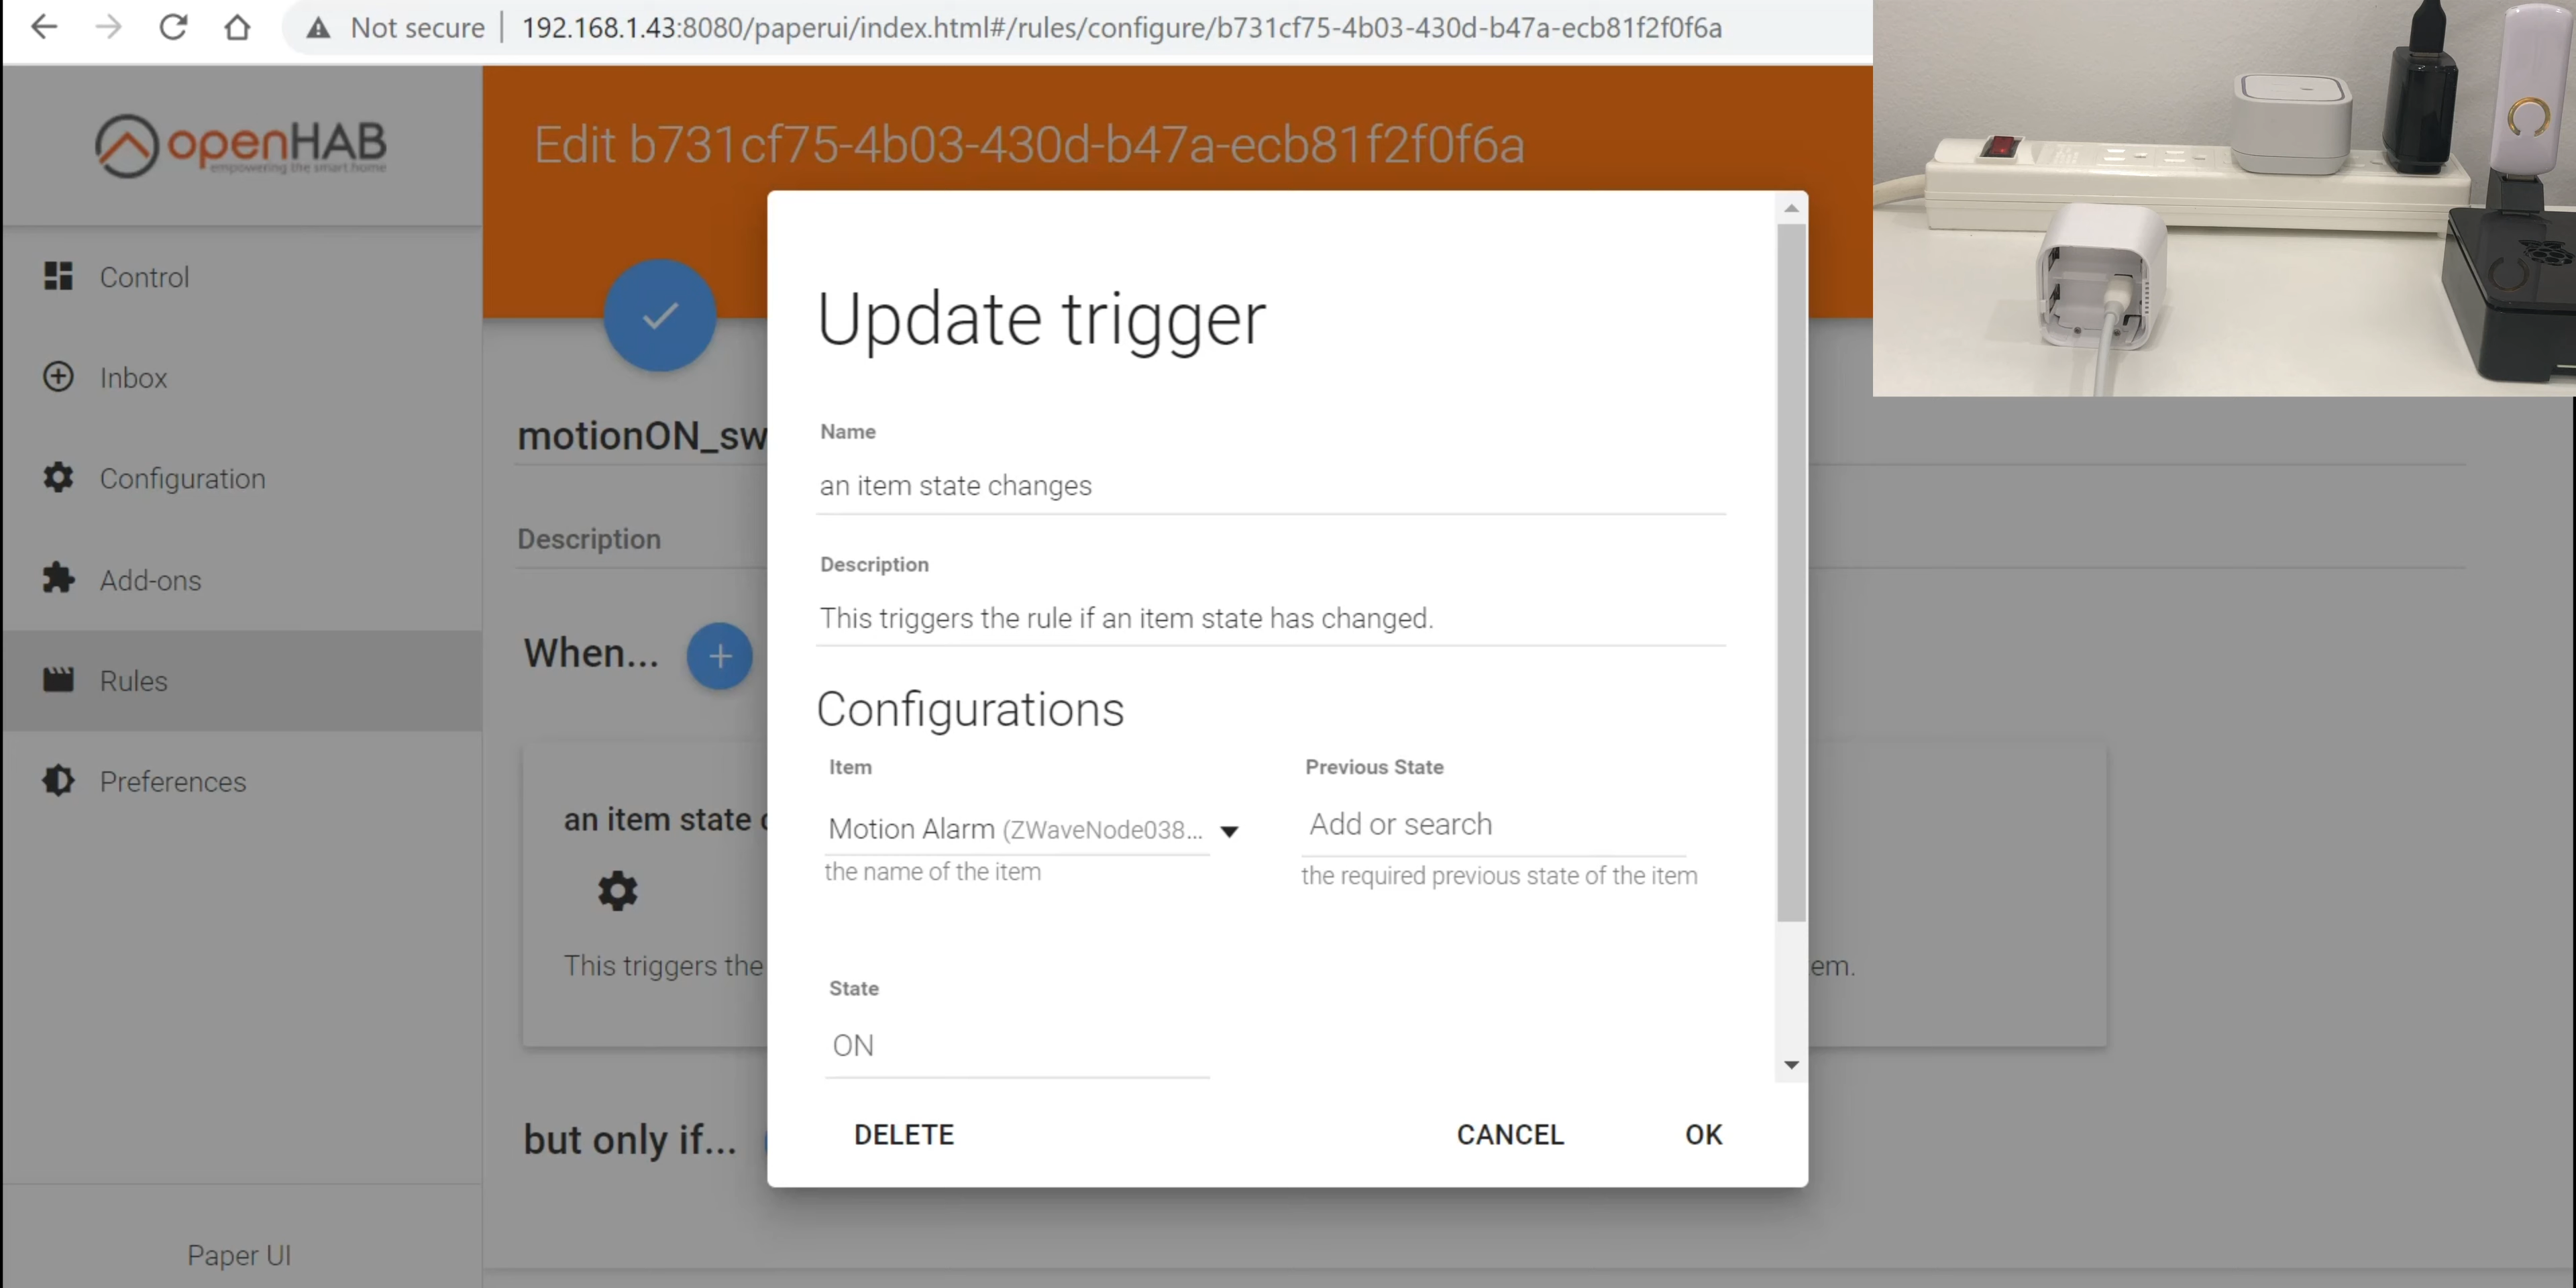 Not secure
192.168.1.43:8080/paperui/index.html#/rules/configure/b731cf75-4b03-430d-b47a-ecb81f2f0f6a
openHAB
empowering the smart home
Control
Inbox
Configuration
Add-ons
Rules
Preferences
Paper UI
Edit b731cf75-4b03-430d-b47a-ecb81f2f0f6a
motionON_sw
Description
When...
an item state
This triggers the
em.
but only if...
Update trigger
Name
an item state changes
Description
This triggers the rule if an item state has changed.
Configurations
Item
Previous State
Motion Alarm (ZWaveNode038...
Add or search
the name of the item
the required previous state of the item
State
ON
DELETE
CANCEL
OK